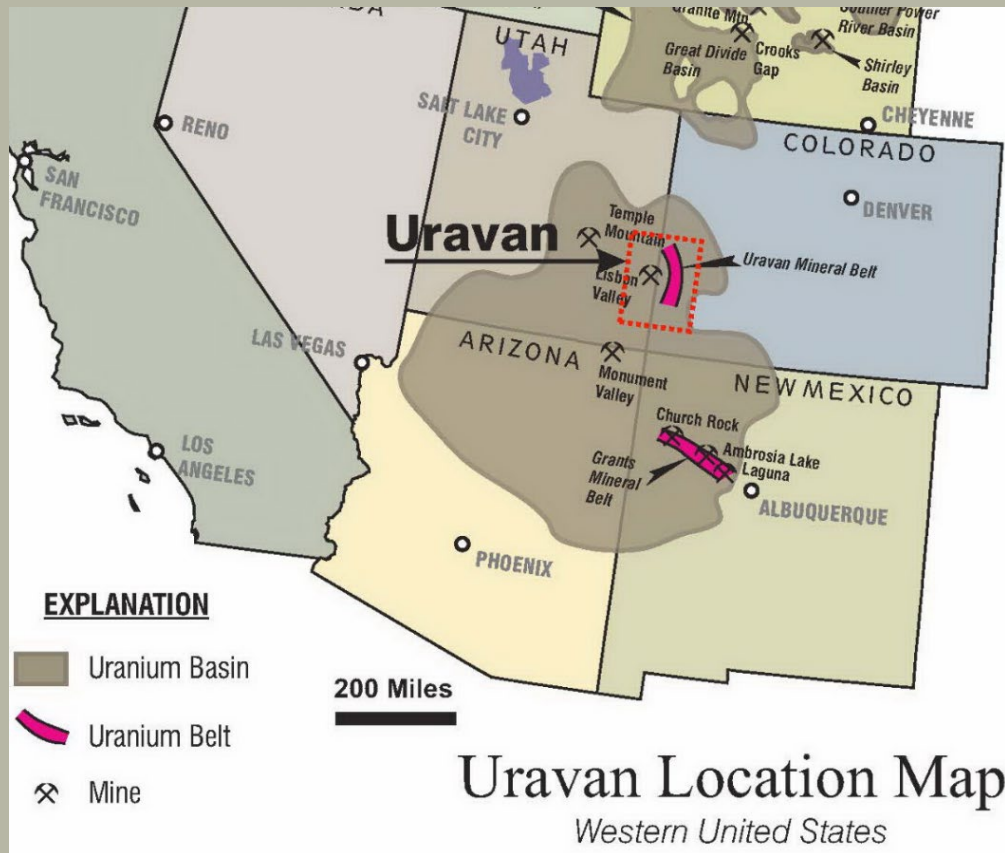 ADA
Granite Mtn
River Basin
UTAH
Great Divide
Basin
Crooks
Gap
Shirley
Basin
SALT LAKE
CITY
RENO
CHEYENNE
COLORADO
SAN
FRANCISCO
DENVER
Temple
Mountain
Uravan
Uravan Mineral Belt
Lisbon
Valley
LAS VEGAS
ARIZONA
Monument
Valley
NEW MEXICO
Church Rock
LOS
ANGELES
Grants
Mineral
Belt
Ambrosia Lake
Laguna
ALBUQUERQUE
PHOENIX
EXPLANATION
Uranium Basin
Uranium Belt
Mine
200 Miles
Uravan Location Map
Western United States